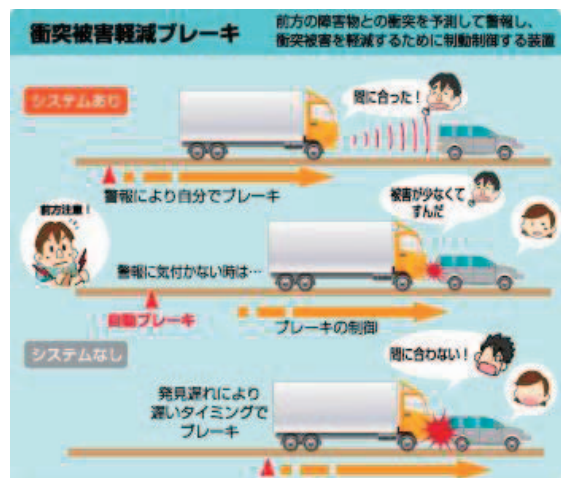 衝突被害軽減ブレーキ
前方の障害物との衝突を予測して警報し、
衝突被害を軽減するために制動制御する装置
システムあり
間に合った！
警報により自分でブレーキ
前方注意！
被害が少なくて
すんだ
警報に気付かない時は…
自動ブレーキ
ブレーキの制御
システムなし
間に合わない！
発見遅れにより
遅いタイミングで
ブレーキ